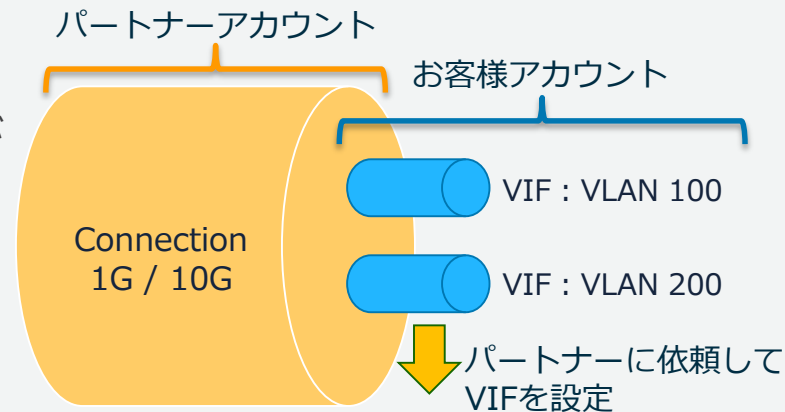 パートナーアカウント
お客様アカウント
VIF : VLAN 100
Connection
1G / 10G
VIF : VLAN 200
パートナーに依頼して
VIFを設定